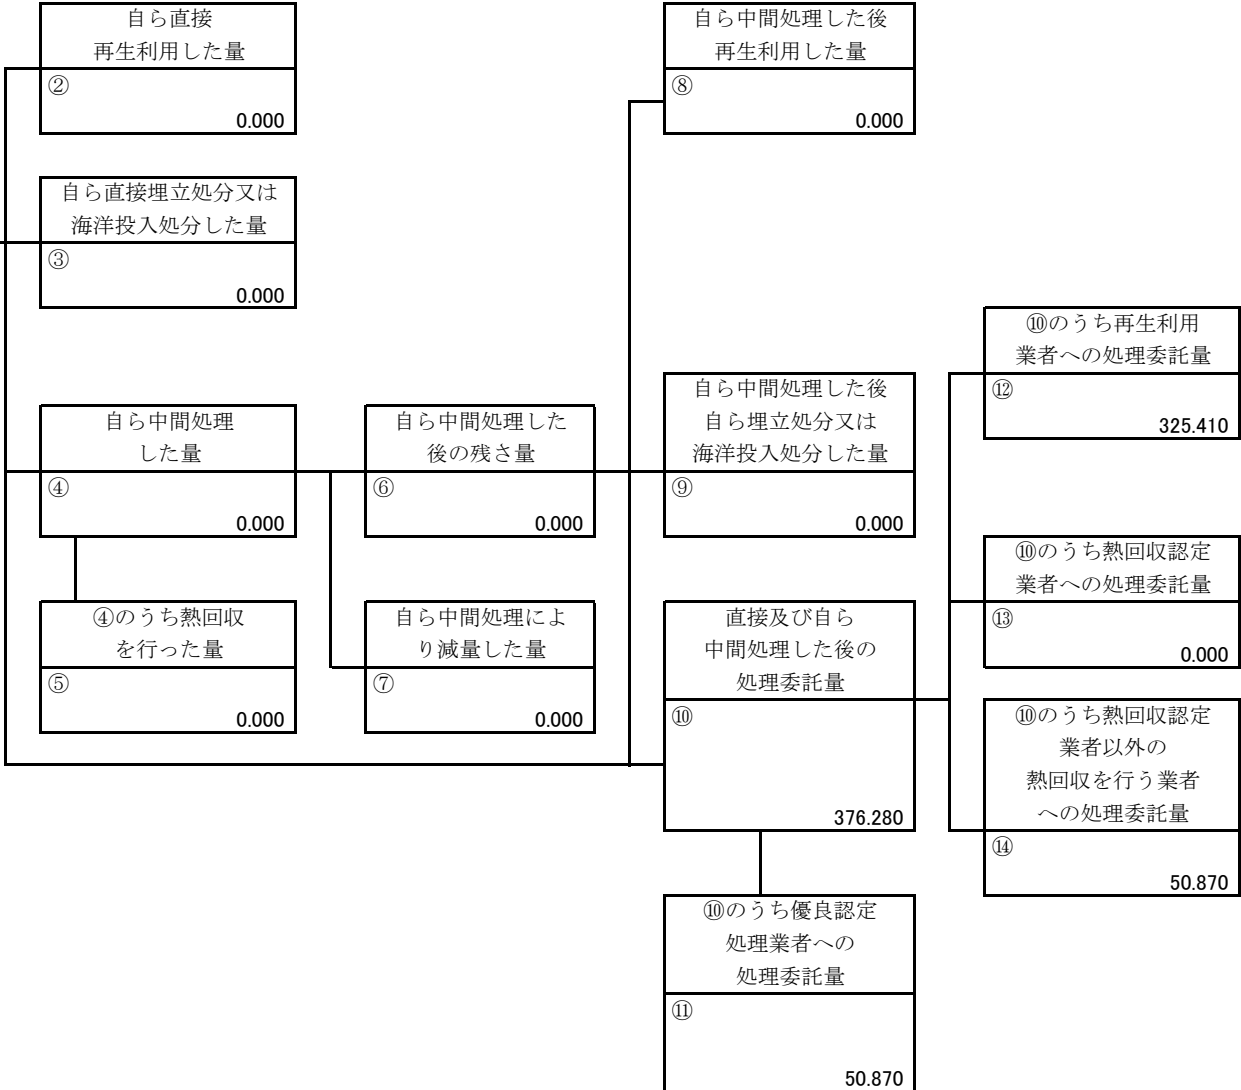 自ら直接
再生利用した量
②
0.000
自ら直接埋立処分又は
海洋投入処分した量
③
0.000
自ら中間処理
した量
④
0.000
④のうち熱回収
を行った量
⑤
0.000
自ら中間処理した
後の残さ量
⑥
0.000
自ら中間処理によ
り減量した量
⑦
0.000
自ら中間処理した後
再生利用した量
⑧
0.000
自ら中間処理した後
自ら埋立処分又は
海洋投入処分した量
⑨
0.000
直接及び自ら
中間処理した後の
処理委託量
⑩
376.280
⑩のうち優良認定
処理業者への
処理委託量
⑪
50.870
⑩のうち再生利用
業者への処理委託量
⑫
325.410
⑩のうち熱回収認定
業者への処理委託量
⑬
0.000
⑩のうち熱回収認定
業者以外の
熱回収を行う業者
への処理委託量
⑭
50.870